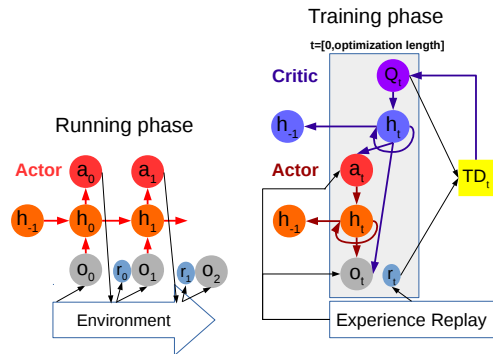 Training phase
t=[0,optimization length]
Critic
Q_t
h_-1
h_t
Running phase
Actor
a_0
a_1
Actor
a_t
TD_t
h_-1
h_0
h_1
h_-1
h_t
o_0
r_0
o_1
r_1
o_2
o_t
r_t
Environment
Experience Replay